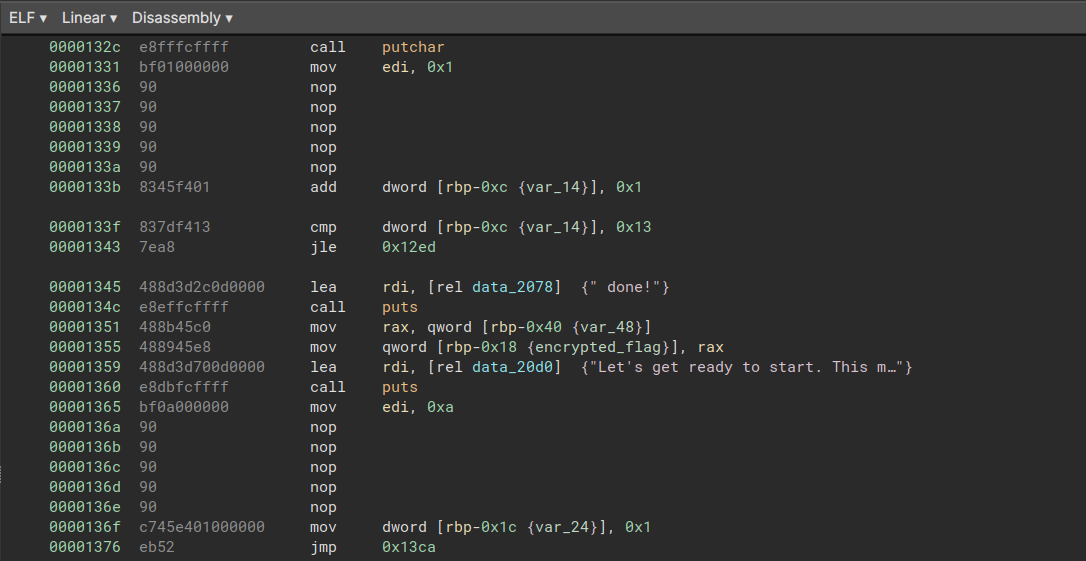 ELF ▾ Linear ▾ Disassembly ▾
0000132c e8fffcffff call putchar
00001331 bf01000000 mov edi, 0x1
00001336 90 nop
00001337 90 nop
00001338 90 nop
00001339 90 nop
0000133a 90 nop
0000133b 8345f401 add dword [rbp-0xc {var_14}], 0x1
0000133f 837df413 cmp dword [rbp-0xc {var_14}], 0x13
00001343 7ea8 jle 0x12ed
00001345 488d3d2c0d0000 lea rdi, [rel data_2078] {" done!"}
0000134c e8effcffff call puts
00001351 488b45c0 mov rax, qword [rbp-0x40 {var_48}]
00001355 488945e8 mov qword [rbp-0x18 {encrypted_flag}], rax
00001359 488d3d700d0000 lea rdi, [rel data_20d0] {"Let's get ready to start. This m…"}
00001360 e8dbfcffff call puts
00001365 bf0a000000 mov edi, 0xa
0000136a 90 nop
0000136b 90 nop
0000136c 90 nop
0000136d 90 nop
0000136e 90 nop
0000136f c745e401000000 mov dword [rbp-0x1c {var_24}], 0x1
00001376 eb52 jmp 0x13ca